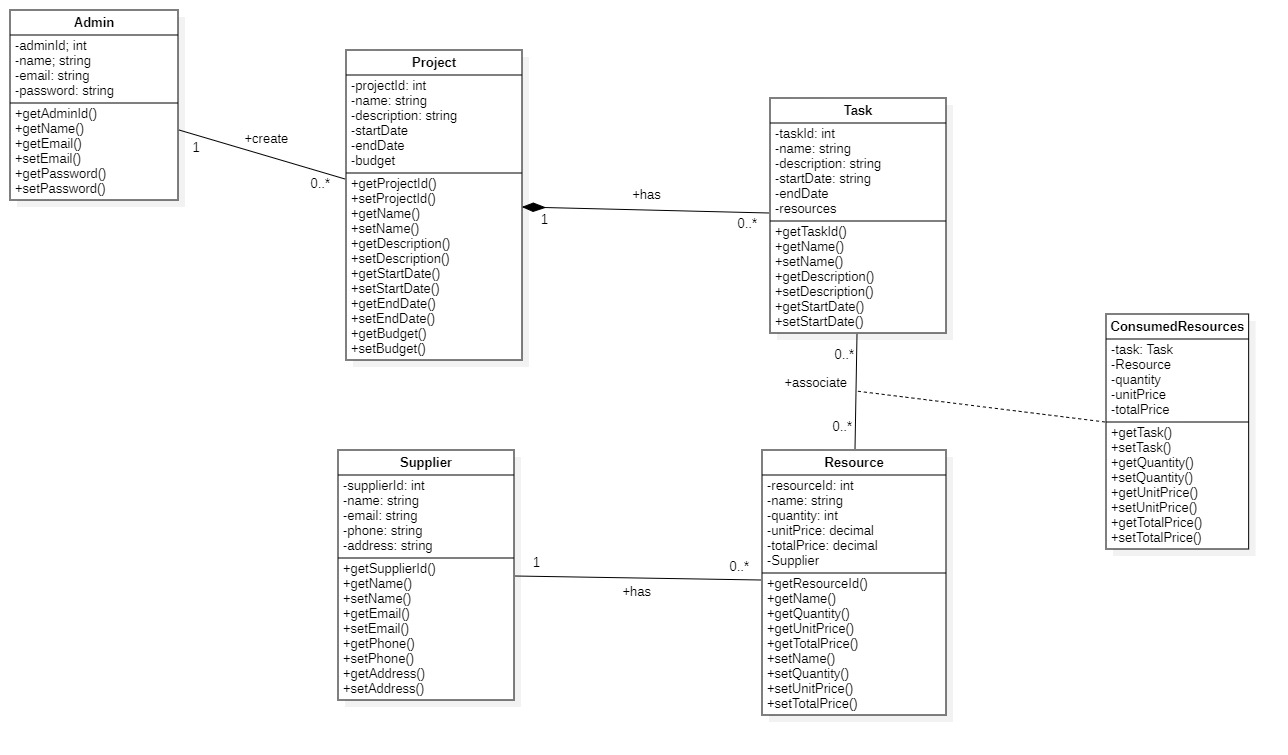 Admin
-adminId; int
-name; string
-email: string
-password: string
+getAdminId()
+getName()
+getEmail()
+setEmail()
+getPassword()
+setPassword()
+create
1
0..*
Project
-projectId: int
-name: string
-description: string
-startDate
-endDate
-budget
+getProjectId()
+setProjectId()
+getName()
+setName()
+getDescription()
+setDescription()
+getStartDate()
+setStartDate()
+getEndDate()
+setEndDate()
+getBudget()
+setBudget()
+has
1
0..*
Task
-taskId: int
-name: string
-description: string
-startDate: string
-endDate
-resources
+getTaskId()
+getName()
+setName()
+getDescription()
+setDescription()
+getStartDate()
+setStartDate()
0..*
+associate
0..*
ConsumedResources
-task: Task
-Resource
-quantity
-unitPrice
-totalPrice
+getTask()
+setTask()
+getQuantity()
+setQuantity()
+getUnitPrice()
+setUnitPrice()
+getTotalPrice()
+setTotalPrice()
Supplier
-supplierId: int
-name: string
-email: string
-phone: string
-address: string
+getSupplierId()
+getName()
+setName()
+getEmail()
+setEmail()
+getPhone()
+setPhone()
+getAddress()
+setAddress()
1
0..*
+has
Resource
-resourceId: int
-name: string
-quantity: int
-unitPrice: decimal
-totalPrice: decimal
-Supplier
+getResourceId()
+getName()
+getQuantity()
+getUnitPrice()
+getTotalPrice()
+setName()
+setQuantity()
+setUnitPrice()
+setTotalPrice()